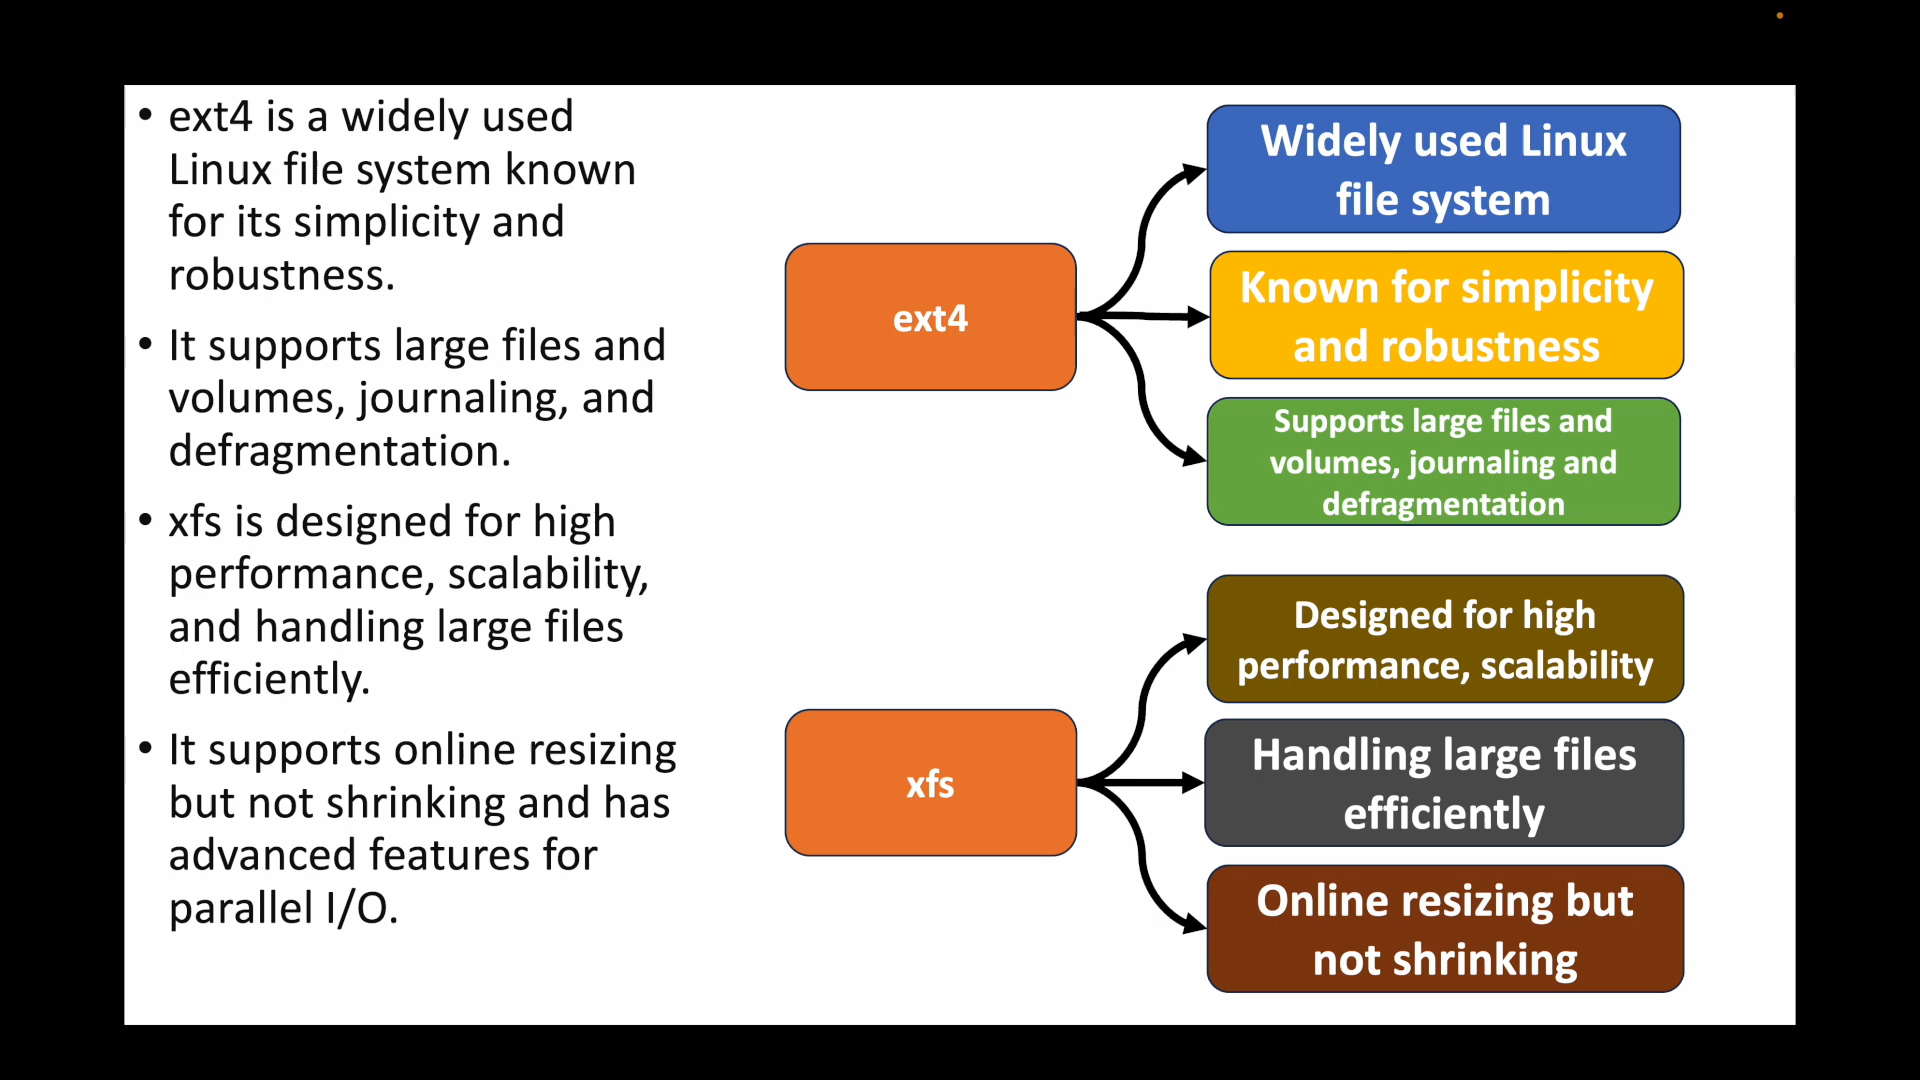 • ext4 is a widely used
Linux file system known
for its simplicity and
robustness.
• It supports large files and
volumes, journaling, and
defragmentation.
• xfs is designed for high
performance, scalability,
and handling large files
efficiently.
• It supports online resizing
but not shrinking and has
advanced features for
parallel I/O.
ext4
Widely used Linux
file system
Known for simplicity
and robustness
Supports large files and
volumes, journaling and
defragmentation
xfs
Designed for high
performance, scalability
Handling large files
efficiently
Online resizing but
not shrinking